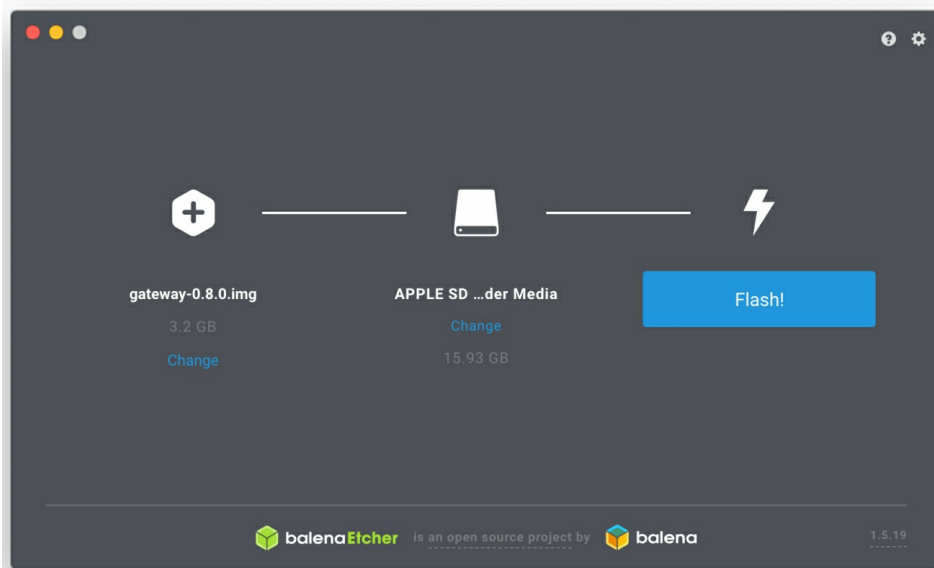 gateway-0.8.0.img
3.2 GB
Change
APPLE SD ...der Media
Change
15.93 GB
Flash!
balenaEtcher is an open source project by balena
1.5.19